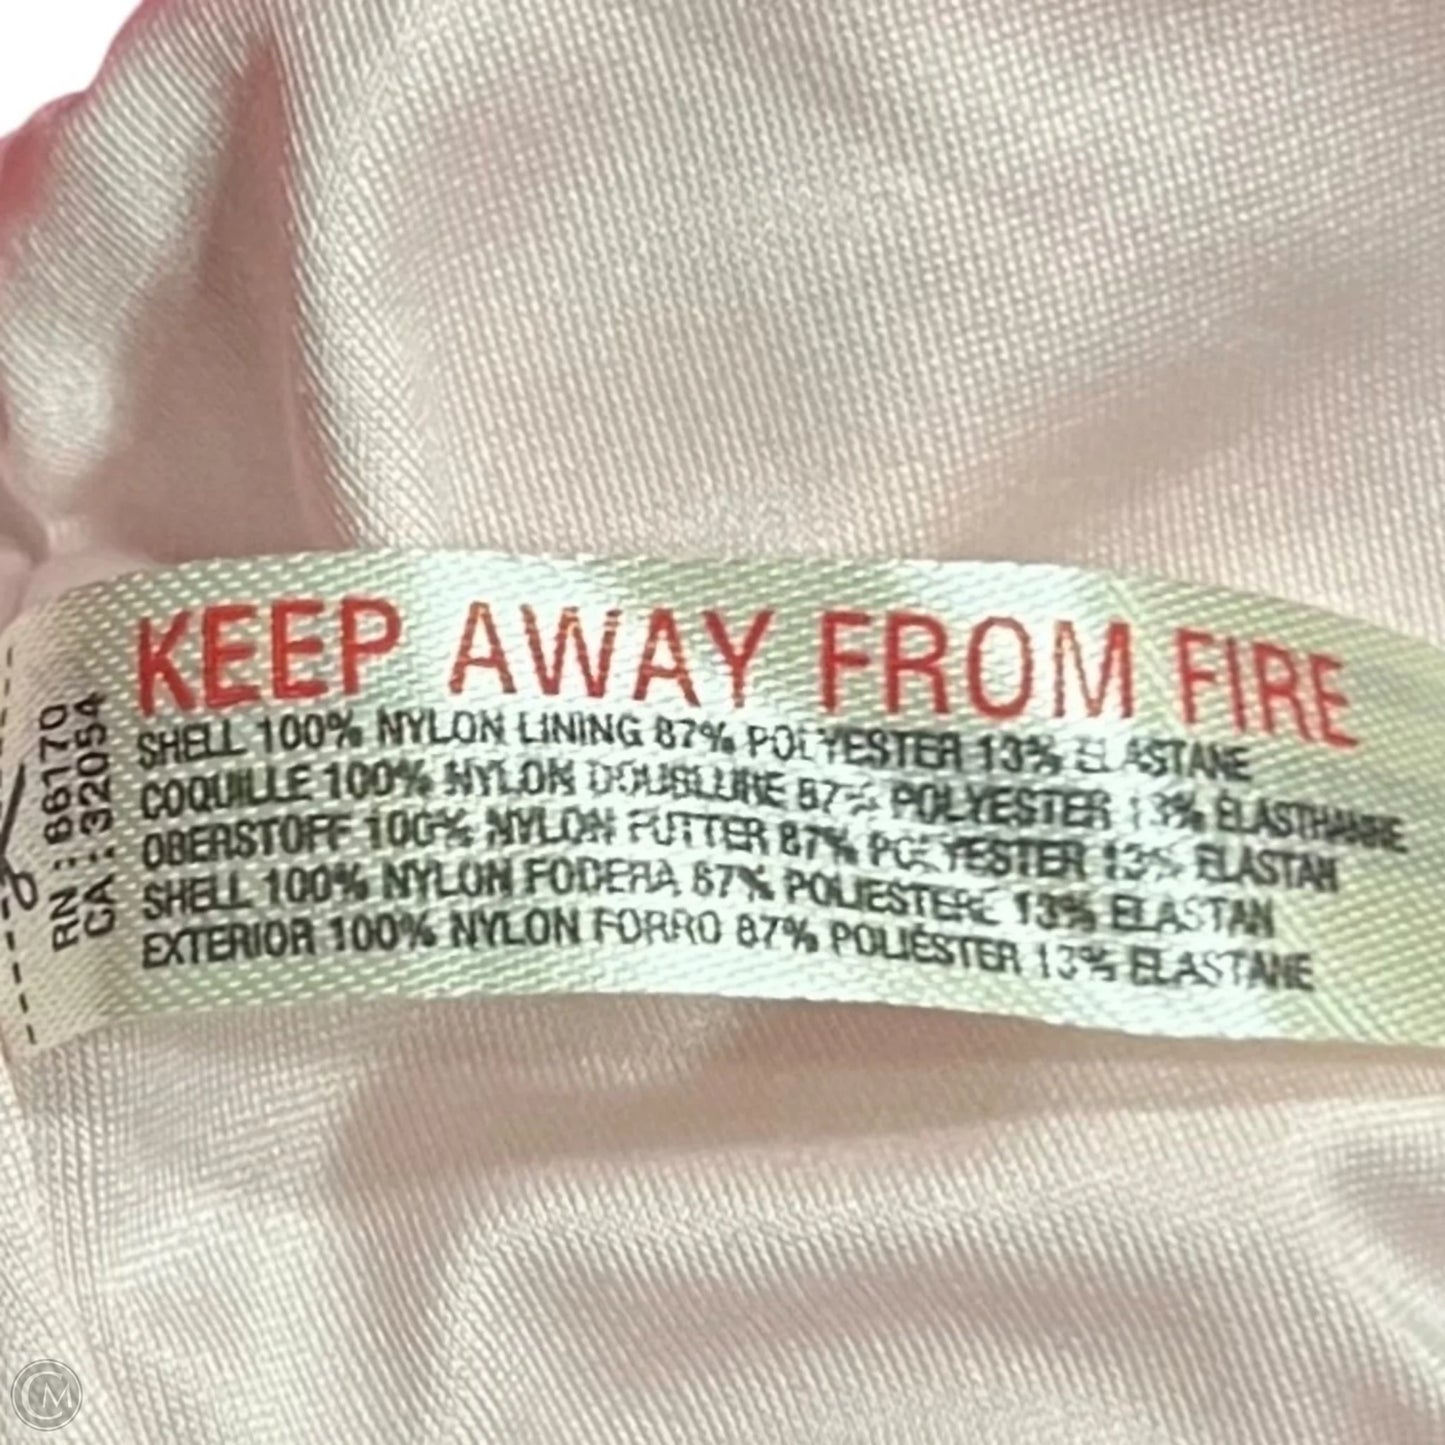 KEEP AWAY FROM FIRE
SHELL 100% NYLON LINING 87% POLYESTER 13% ELASTANE
COQUILLE 100% NYLON DOUBLURE 87% POLYESTER 13% ELASTHANNE
OBERSTOFF 100% NYLON FUTTER 87% POLYESTER 13% ELASTAN
SHELL 100% NYLON FODERA 87% POLIESTERE 13% ELASTAN
EXTERIOR 100% NYLON FORRO 87% POLIÉSTER 13% ELASTANE
RN : 66170
CA : 32054
CM